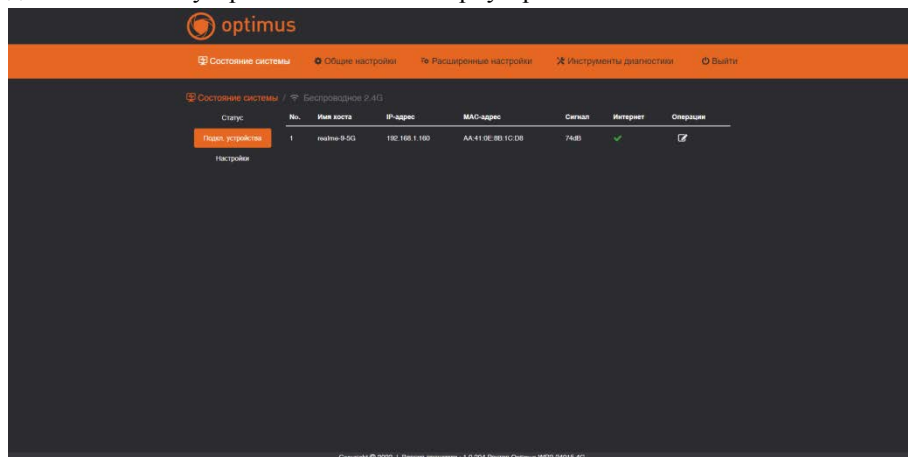 optimus
Состояние системы Общие настройки Расширенные настройки Инструменты диагностики Выйти
Состояние системы / Беспроводное 2.4G
Статус No. Имя хоста IP-адрес MAC-адрес Сигнал Интернет Операции
Подкл. устройства 1 realme-9-5G 192.168.1.160 AA:41:0E:8B:1C:D8 74dB
Настройки